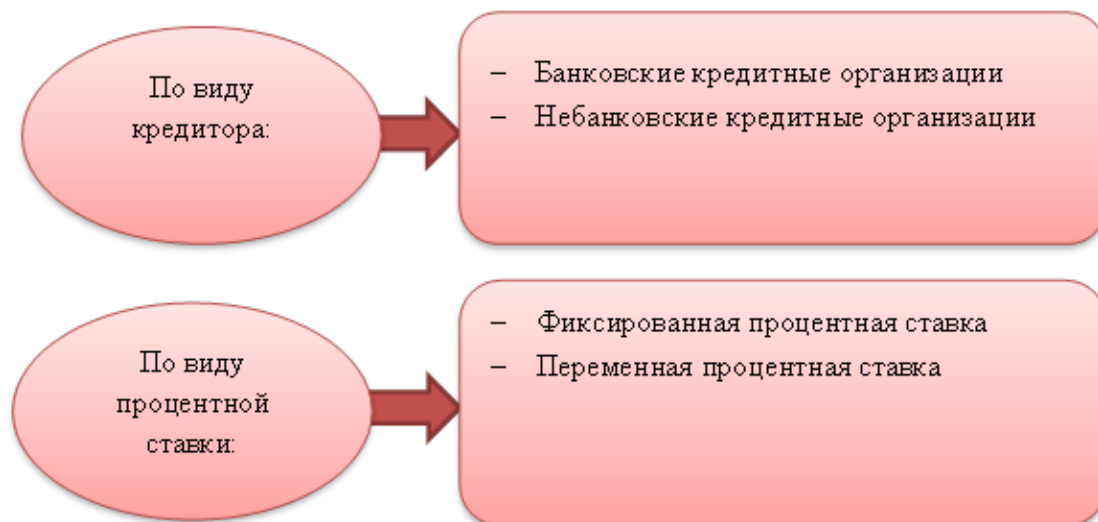 По виду
кредитора:
– Банковские кредитные организации
– Небанковские кредитные организации
По виду
процентной
ставки:
– Фиксированная процентная ставка
– Переменная процентная ставка